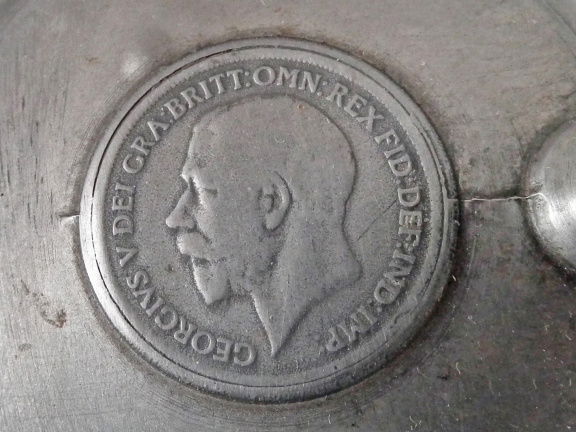 GEORGIVS V DEI GRA:BRITT:OMN:REX FID:DEF:IND:IMP: